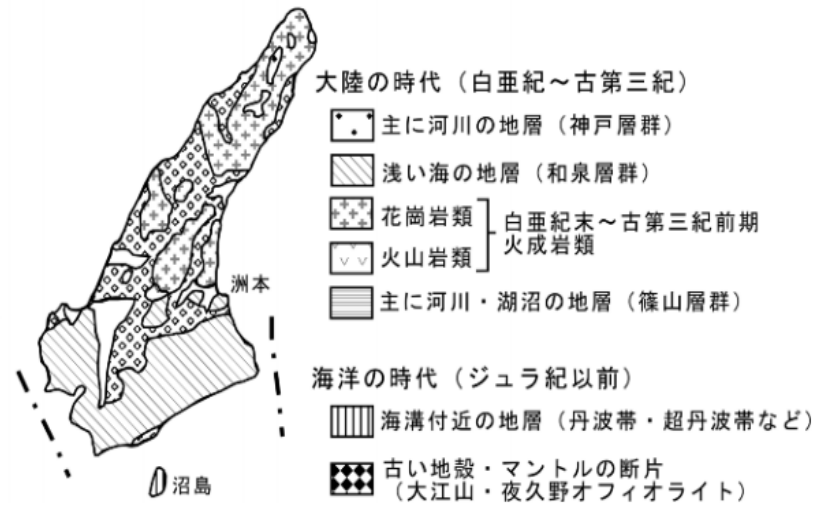 大陸の時代（白亜紀～古第三紀）
主に河川の地層（神戸層群）
浅い海の地層（和泉層群）
花崗岩類
火山岩類
白亜紀末～古第三紀前期
火成岩類
主に河川・湖沼の地層（篠山層群）
海洋の時代（ジュラ紀以前）
海溝付近の地層（丹波帯・超丹波帯など）
古い地殻・マントルの断片
（大江山・夜久野オフィオライト）
洲本
沼島